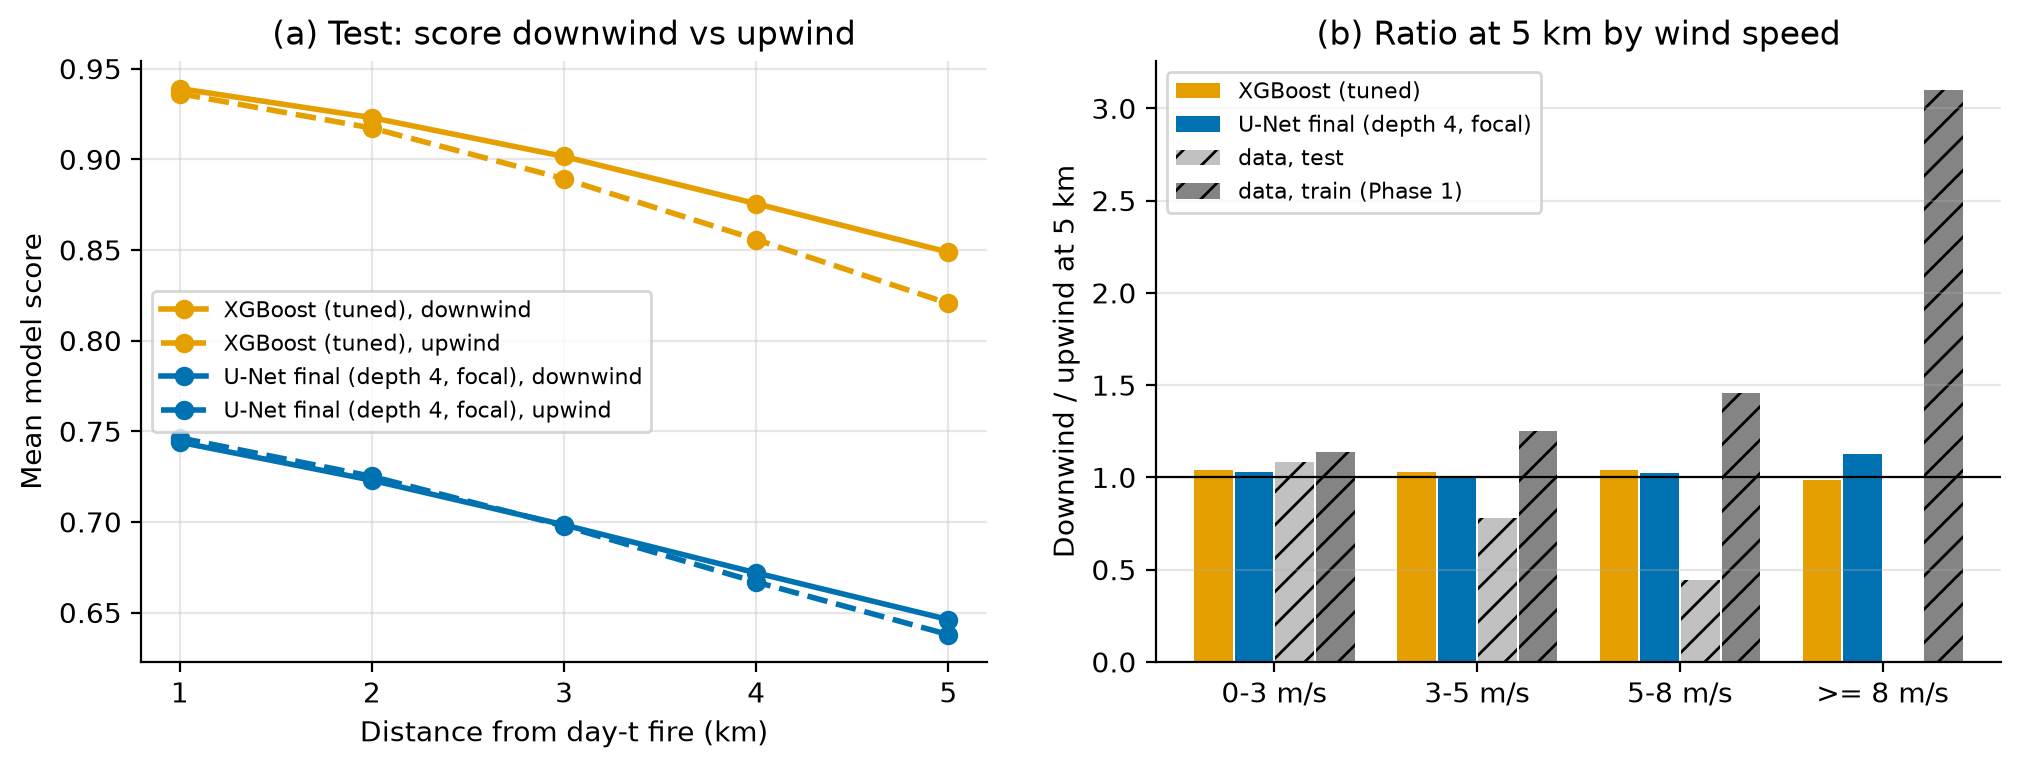 (a) Test: score downwind vs upwind
Mean model score
0.95
0.90
0.85
0.80
0.75
0.70
0.65
XGBoost (tuned), downwind
XGBoost (tuned), upwind
U-Net final (depth 4, focal), downwind
U-Net final (depth 4, focal), upwind
1 2 3 4 5
Distance from day-t fire (km)
(b) Ratio at 5 km by wind speed
Downwind / upwind at 5 km
3.0
2.5
2.0
1.5
1.0
0.5
0.0
XGBoost (tuned)
U-Net final (depth 4, focal)
data, test
data, train (Phase 1)
0-3 m/s 3-5 m/s 5-8 m/s >= 8 m/s